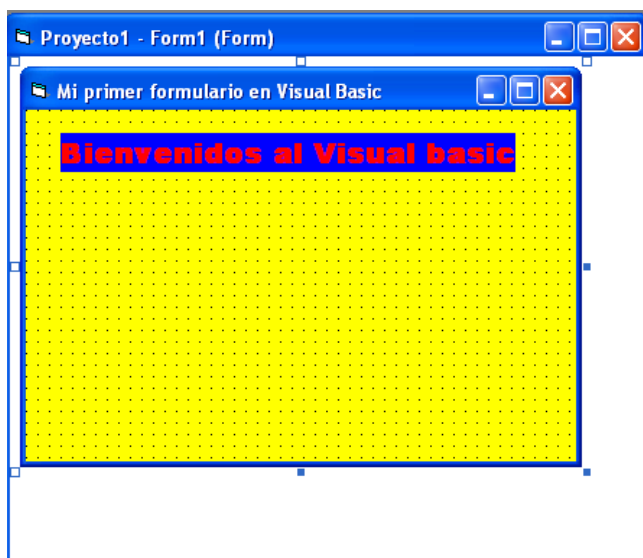 Proyecto1 - Form1 (Form)
Mi primer formulario en Visual Basic
Bienvenidos al Visual basic